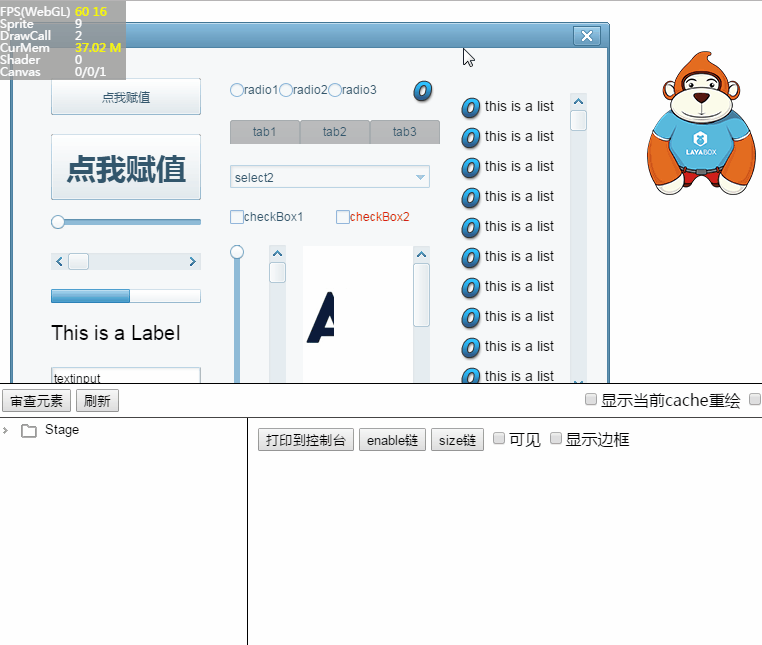 FPS(WebGL) 60 16
Sprite 9
DrawCall 2
CurMem 37.02 M
Shader 0
Canvas 0/0/1
点我赋值
点我赋值
This is a Label
textinput
radio1 radio2 radio3
tab1 tab2 tab3
select2
checkBox1 checkBox2
A
this is a list
this is a list
this is a list
this is a list
this is a list
this is a list
this is a list
this is a list
this is a list
this is a list
LAYABOX
审查元素 刷新 显示当前cache重绘
Stage
打印到控制台 enable链 size链 可见 显示边框